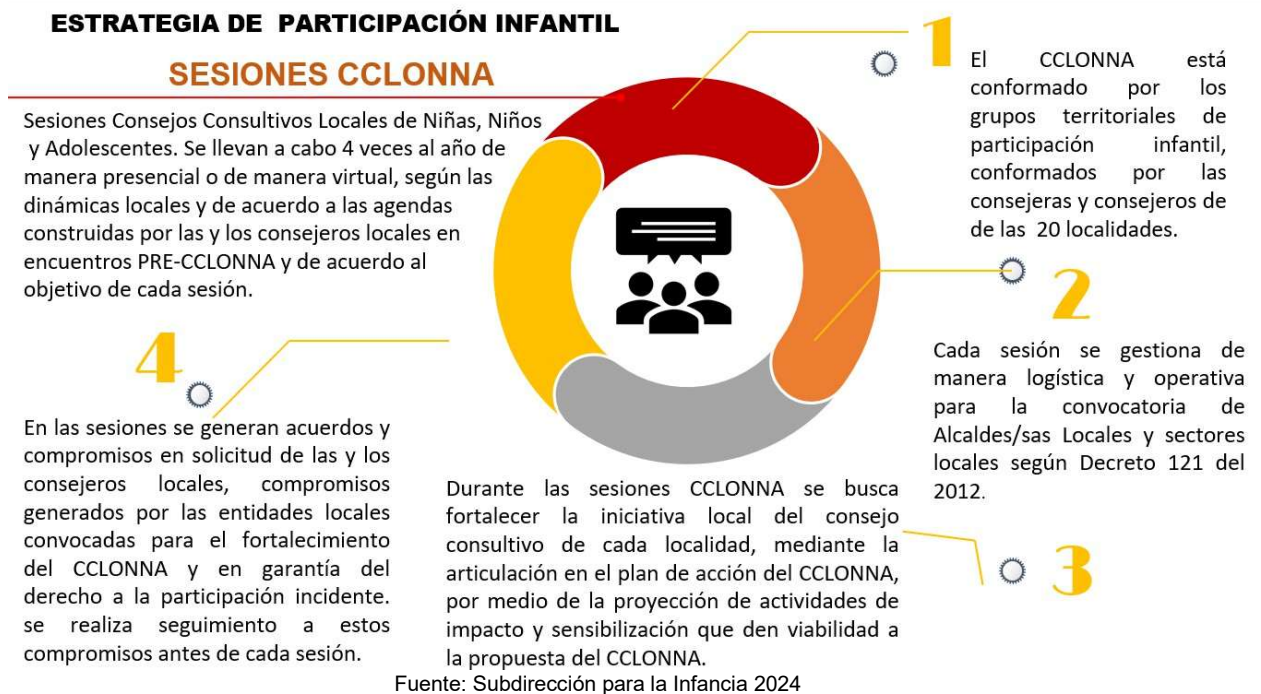 ESTRATEGIA DE PARTICIPACIÓN INFANTIL
SESIONES CCLONNA
Sesiones Consejos Consultivos Locales de Niñas, Niños
y Adolescentes. Se llevan a cabo 4 veces al año de
manera presencial o de manera virtual, según las
dinámicas locales y de acuerdo a las agendas
construidas por las y los consejeros locales en
encuentros PRE-CCLONNA y de acuerdo al
objetivo de cada sesión.
1
El CCLONNA está
conformado por los
grupos territoriales de
participación infantil,
conformados por las
consejeras y consejeros de
de las 20 localidades.
2
Cada sesión se gestiona de
manera logística y operativa
para la convocatoria de
Alcaldes/sas Locales y sectores
locales según Decreto 121 del
2012.
3
Durante las sesiones CCLONNA se busca
fortalecer la iniciativa local del consejo
consultivo de cada localidad, mediante la
articulación en el plan de acción del CCLONNA,
por medio de la proyección de actividades de
impacto y sensibilización que den viabilidad a
la propuesta del CCLONNA.
4
En las sesiones se generan acuerdos y
compromisos en solicitud de las y los
consejeros locales, compromisos
generados por las entidades locales
convocadas para el fortalecimiento
del CCLONNA y en garantía del
derecho a la participación incidente.
se realiza seguimiento a estos
compromisos antes de cada sesión.
Fuente: Subdirección para la Infancia 2024